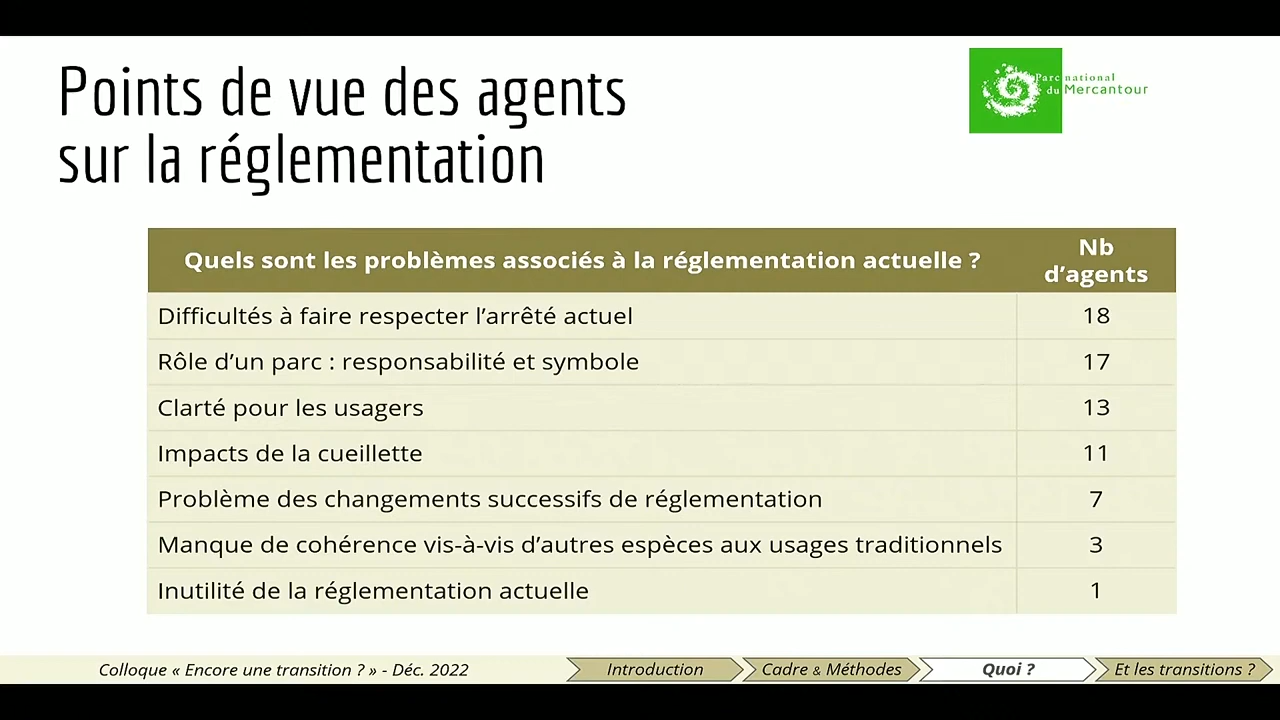 Points de vue des agents
sur la réglementation
Parc national
du Mercantour
Quels sont les problèmes associés à la réglementation actuelle ?
Nb
d’agents
Difficultés à faire respecter l’arrêté actuel
18
Rôle d’un parc : responsabilité et symbole
17
Clarté pour les usagers
13
Impacts de la cueillette
11
Problème des changements successifs de réglementation
7
Manque de cohérence vis-à-vis d’autres espèces aux usages traditionnels
3
Inutilité de la réglementation actuelle
1
Colloque « Encore une transition ? » - Déc. 2022
Introduction
Cadre & Méthodes
Quoi ?
Et les transitions ?